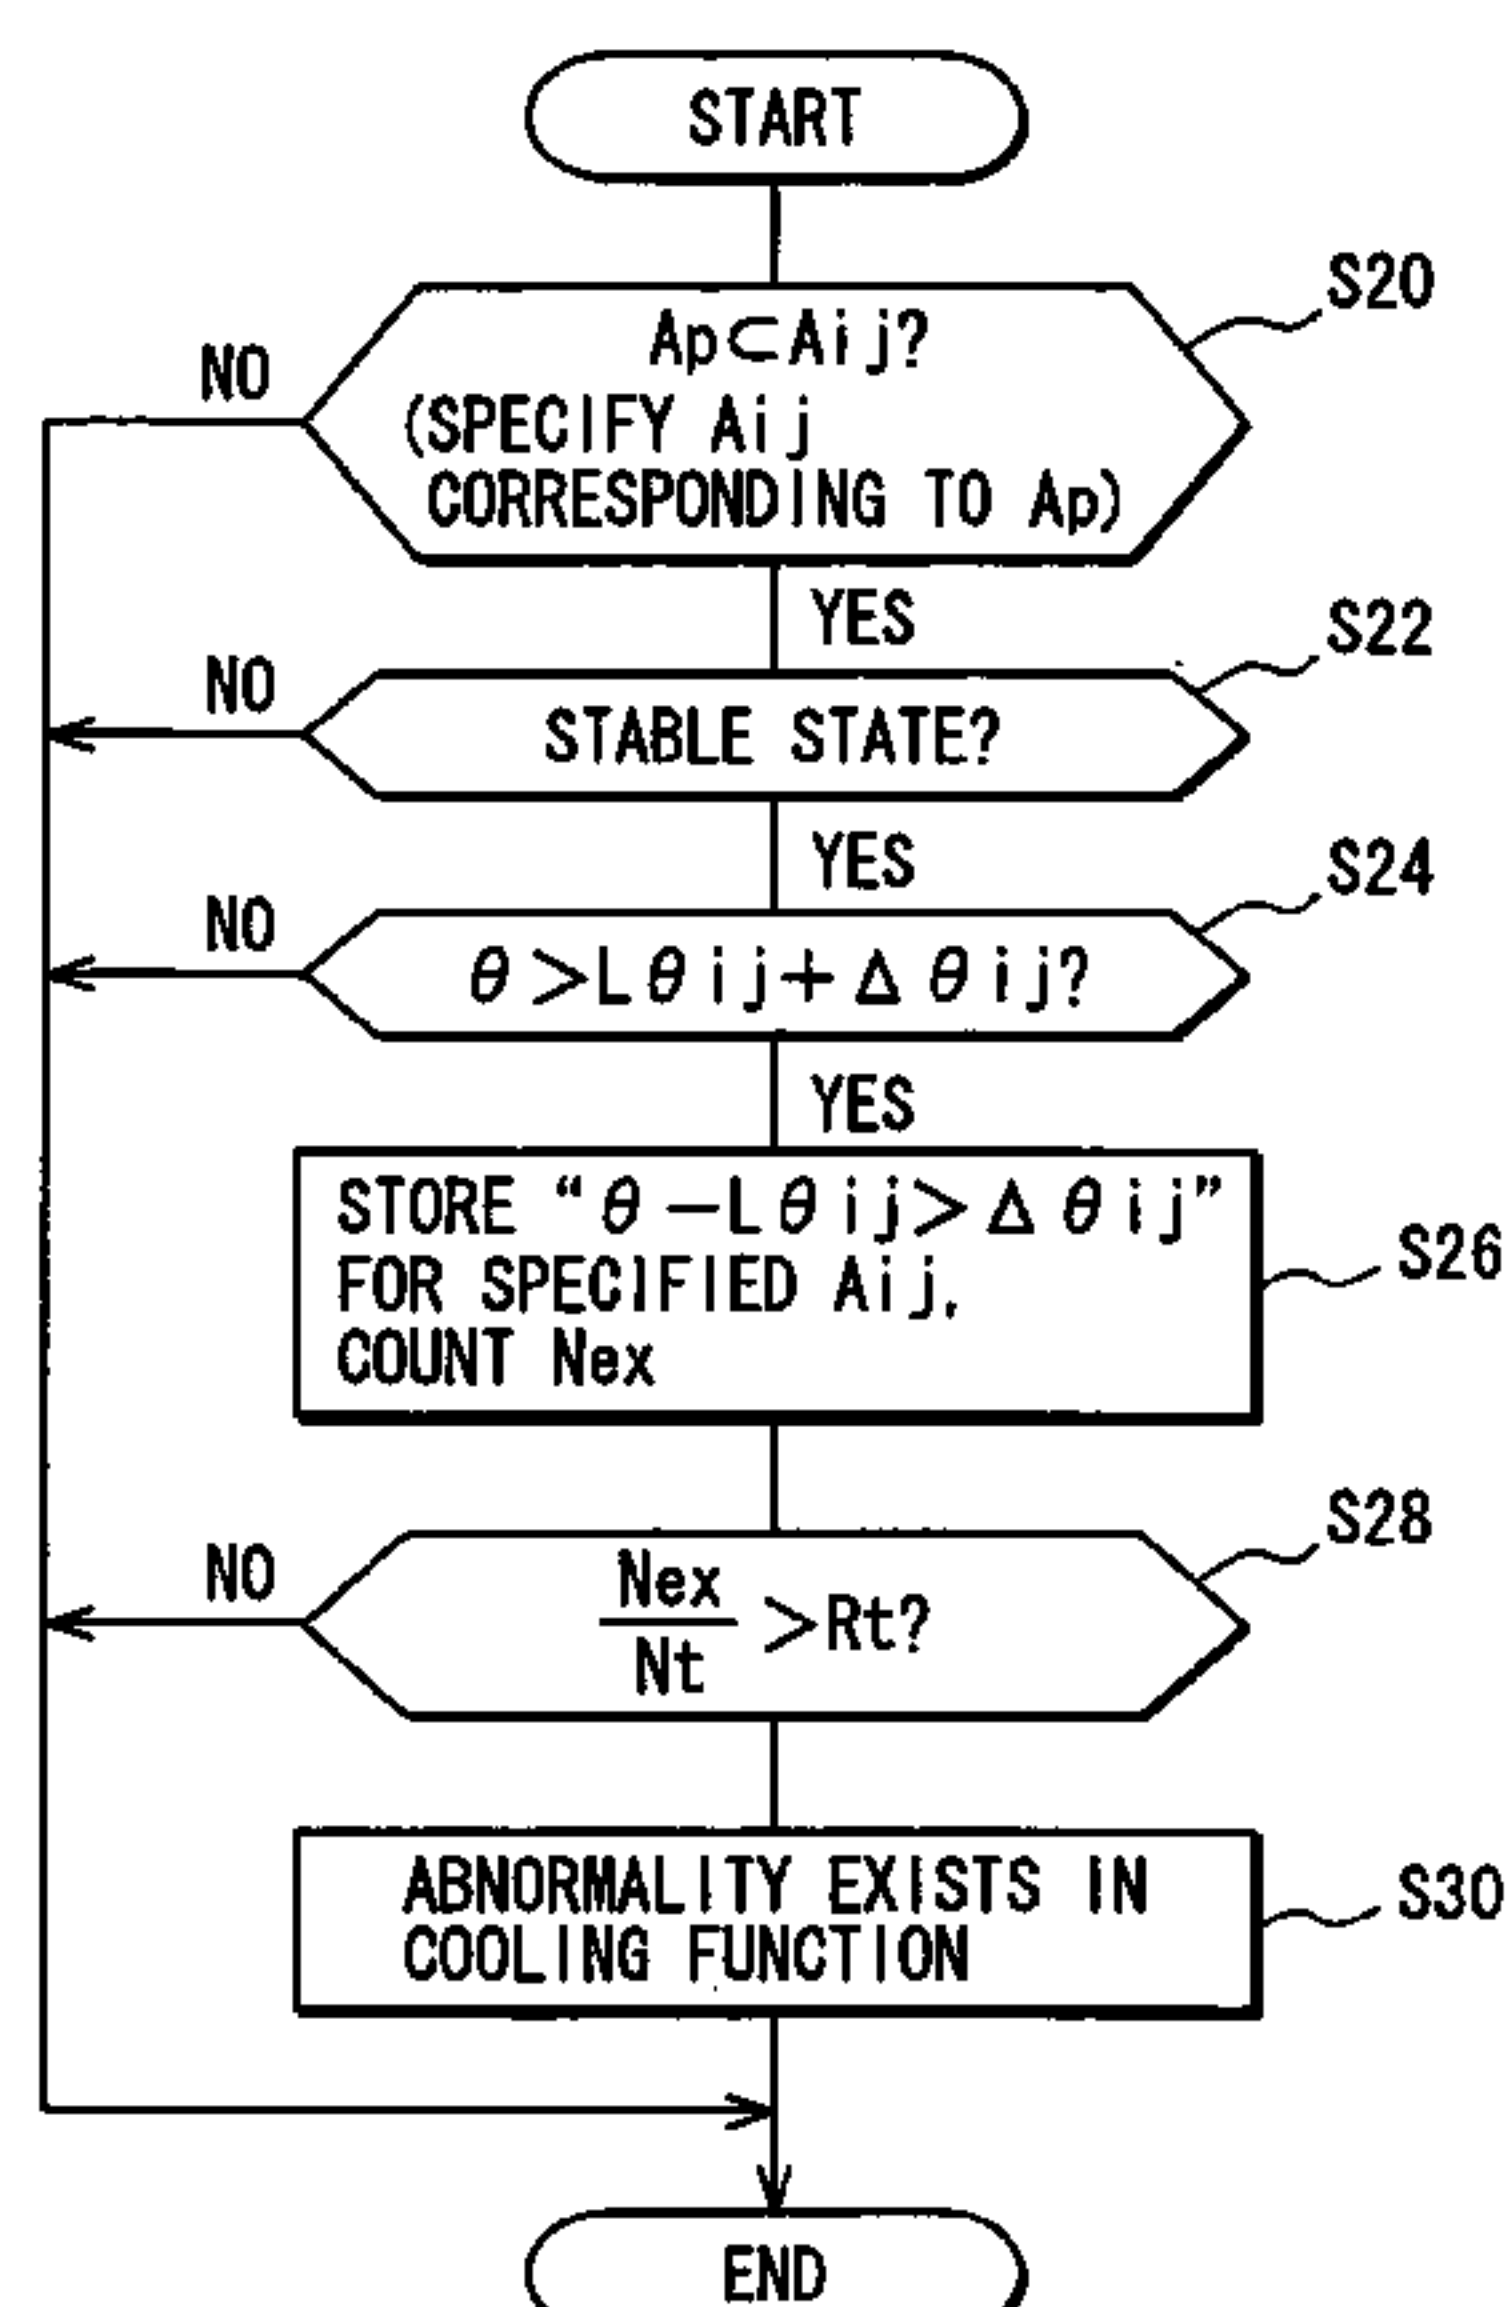 START
S20
Ap⊂Aij?
NO
(SPECIFY Aij
CORRESPONDING TO Ap)
YES
S22
NO
STABLE STATE?
YES
S24
NO
θ>Lθij+Δθij?
YES
STORE “θ−Lθij>Δθij”
FOR SPECIFIED Aij,
COUNT Nex
S26
S28
NO
Nex
Nt
>Rt?
ABNORMALITY EXISTS IN
COOLING FUNCTION
S30
END